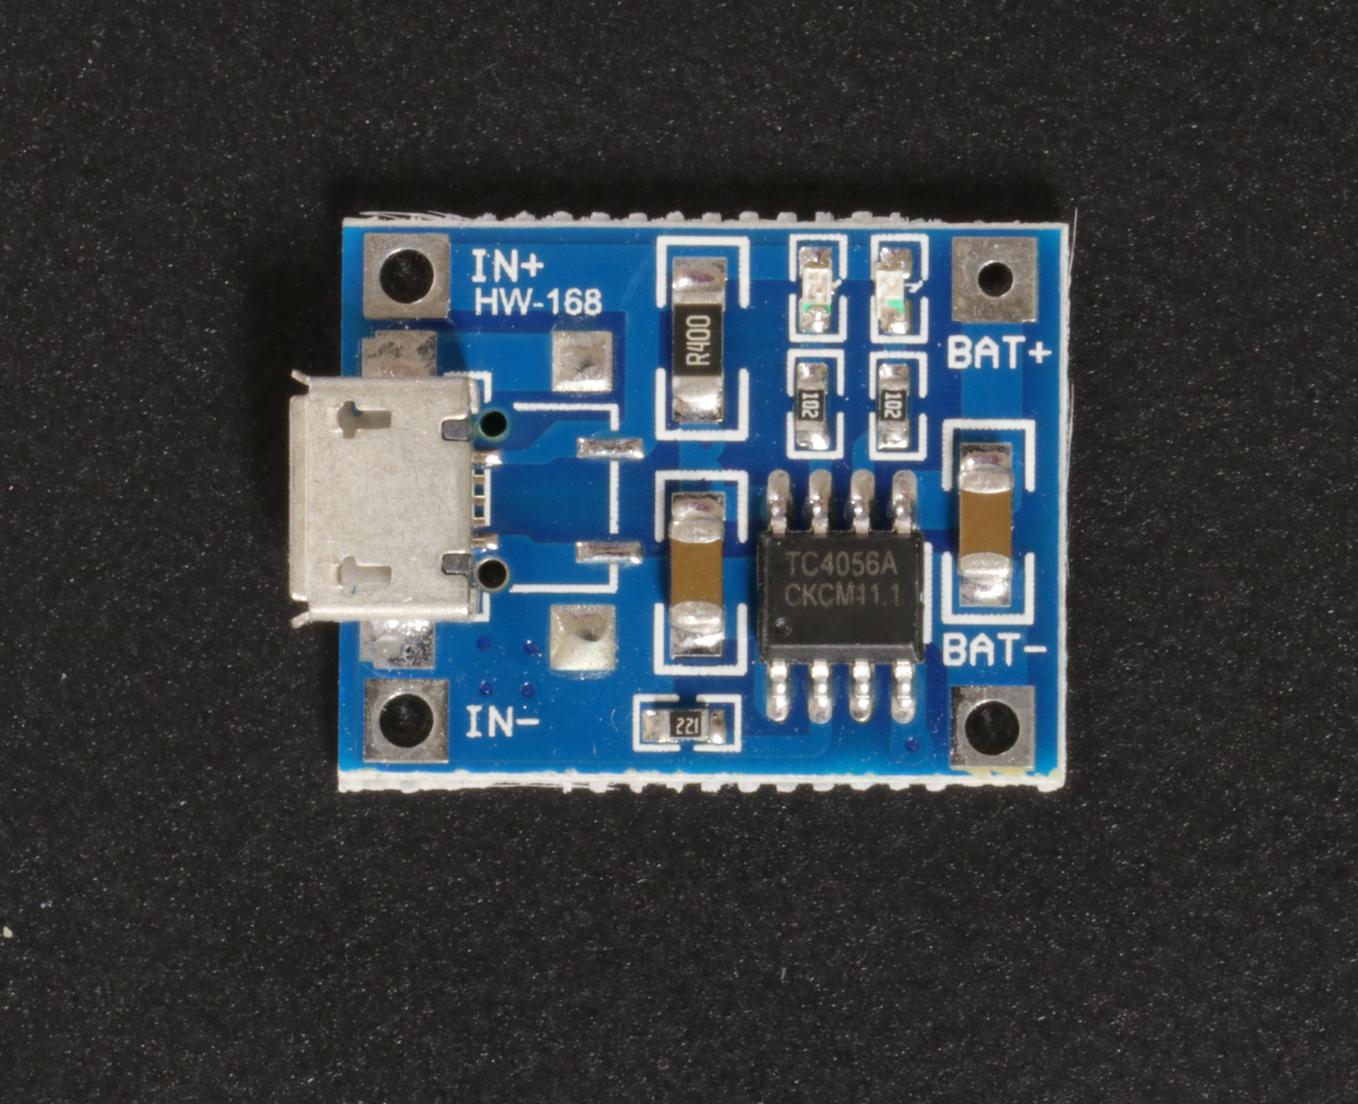 IN+
HW-168
R400
102
102
BAT+
TC4056A
CKCM11.1
BAT-
IN-
221